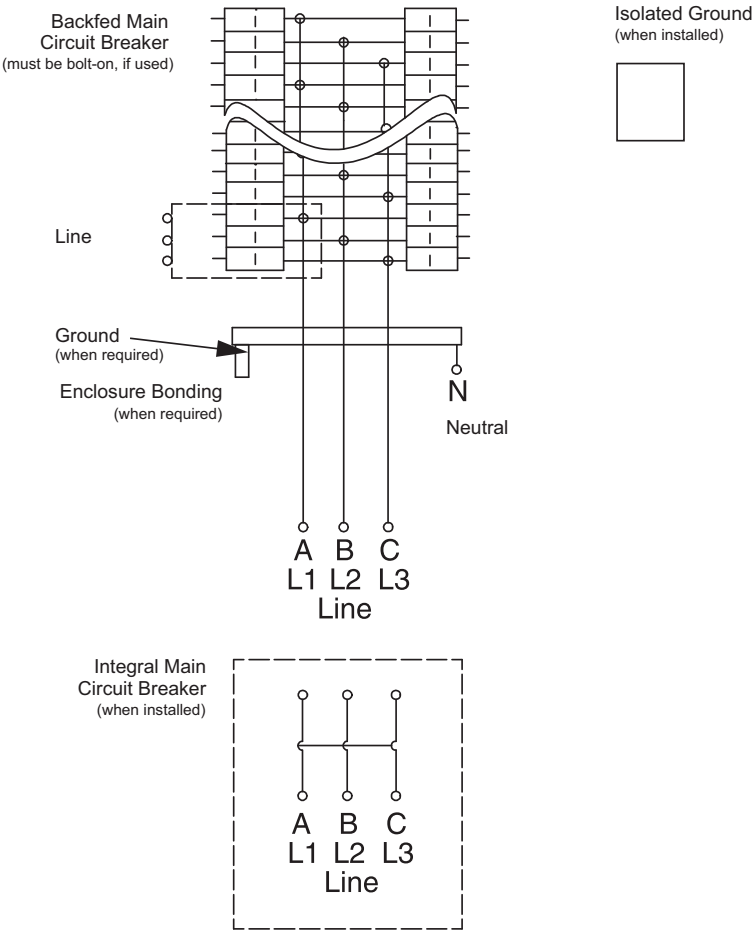 Backfed Main
Circuit Breaker
(must be bolt-on, if used)
Isolated Ground
(when installed)
Line
Ground
(when required)
Enclosure Bonding
(when required)
N
Neutral
A B C
L1 L2 L3
Line
Integral Main
Circuit Breaker
(when installed)
A B C
L1 L2 L3
Line